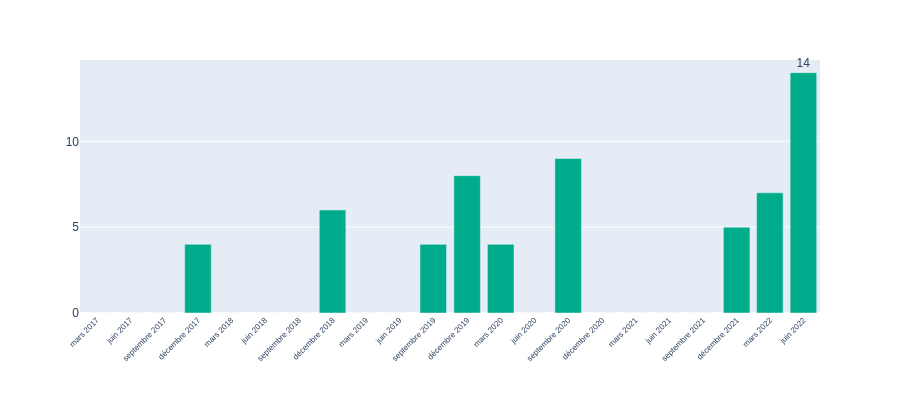 14
10
5
0
mars 2017
juin 2017
septembre 2017
décembre 2017
mars 2018
juin 2018
septembre 2018
décembre 2018
mars 2019
juin 2019
septembre 2019
décembre 2019
mars 2020
juin 2020
septembre 2020
décembre 2020
mars 2021
juin 2021
septembre 2021
décembre 2021
mars 2022
juin 2022